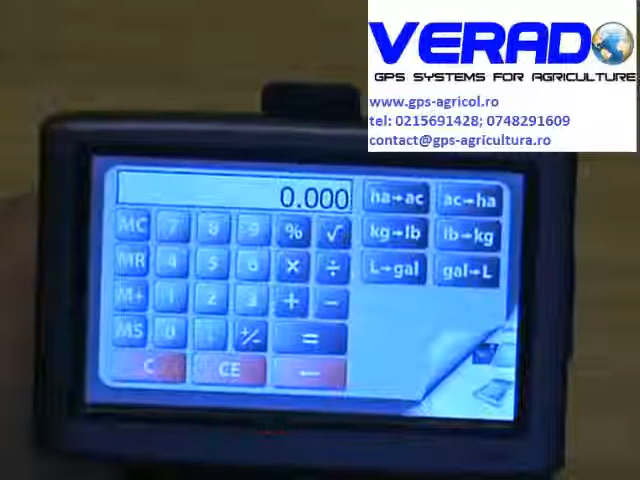 VERADO
GPS SYSTEMS FOR AGRICULTURE
www.gps-agricol.ro
tel: 0215691428; 0748291609
contact@gps-agricultura.ro
0.000 ha→ac ac→ha
MC 7 8 9 % √ kg→lb lb→kg
MR 4 5 6 × ÷ L→gal gal→L
M+ 1 2 3 + −
MS 0 . +/− =
C CE ←